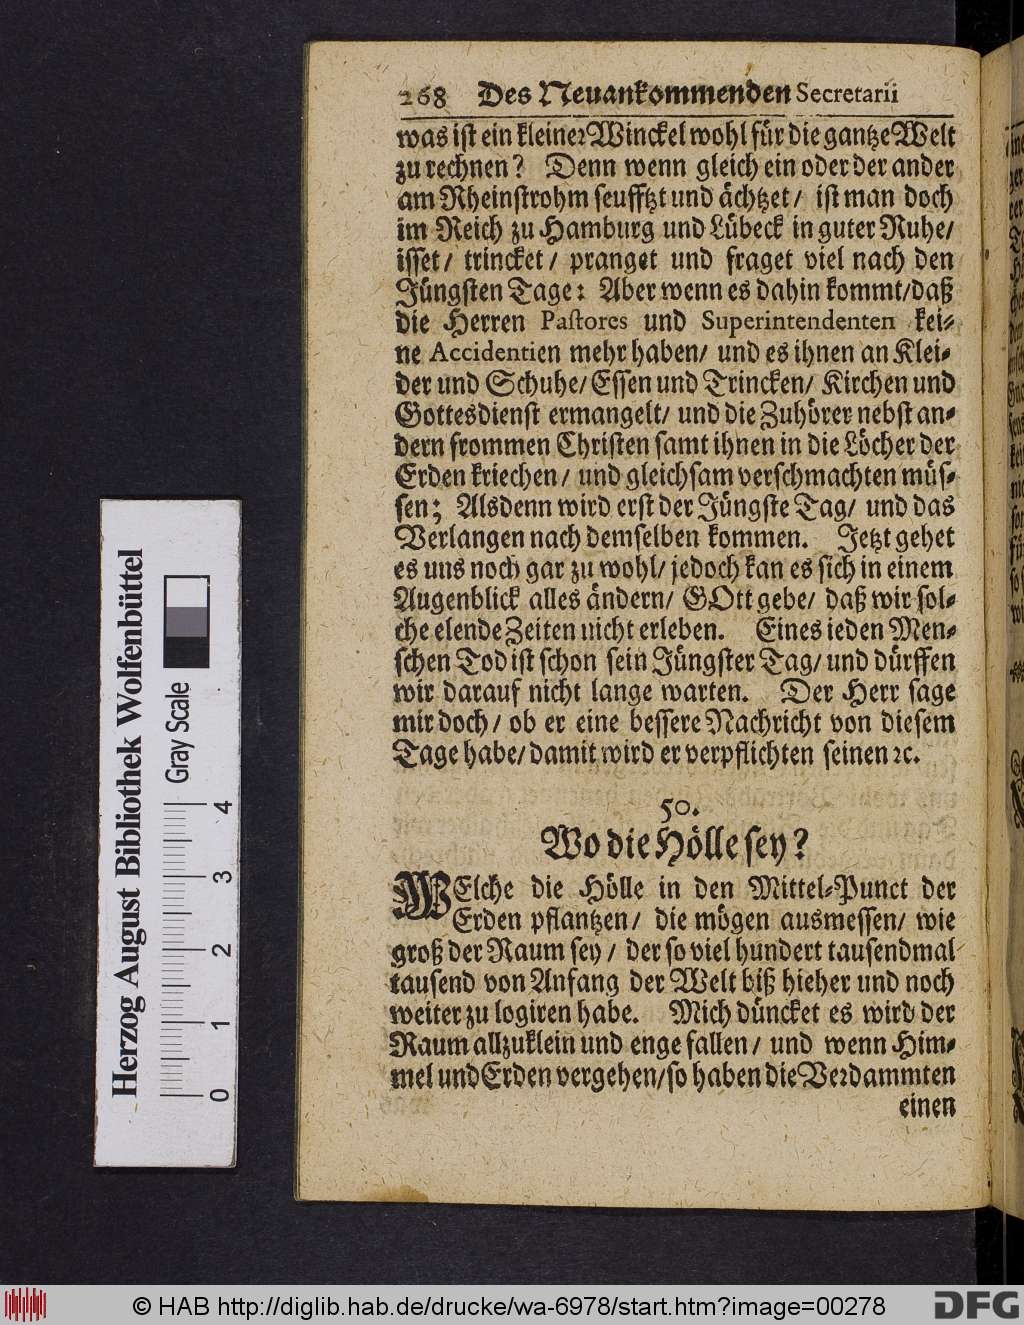 268 Des Neuankommenden Secretarii
was ist ein kleiner Winckel wohl für die gantze Welt
zu rechnen? Denn wenn gleich ein oder der ander
am Rheinstrohm seufftzt und ächtzet/ ist man doch
im Reich zu Hamburg und Lübeck in guter Ruhe/
isset/ trincket/ pranget und fraget viel nach den
Jüngsten Tage: Aber wenn es dahin kommt/ daß
die Herren Pastores und Superintendenten kei-
ne Accidentien mehr haben/ und es ihnen an Klei-
der und Schuhe/ Essen und Trincken/ Kirchen und
Gottesdienst ermangelt/ und die Zuhörer nebst an-
dern frommen Christen samt ihnen in die Löcher der
Erden kriechen/ und gleichsam verschmachten müs-
sen; Alsdenn wird erst der Jüngste Tag/ und das
Verlangen nach demselben kommen. Jetzt gehet
es uns noch gar zu wohl/ jedoch kan es sich in einem
Augenblick alles ändern/ GOtt gebe/ daß wir sol-
che elende Zeiten nicht erleben. Eines ieden Men-
schen Tod ist schon sein Jüngster Tag/ und dürffen
wir darauf nicht lange warten. Der Herr sage
mir doch/ ob er eine bessere Nachricht von diesem
Tage habe/ damit wird er verpflichten seinen ꝛc.
50.
Wo die Hölle sey?
WElche die Hölle in den Mittel-Punct der
Erden pflantzen/ die mögen ausmessen/ wie
groß der Raum sey/ der so viel hundert tausendmal
tausend von Anfang der Welt biß hieher und noch
weiter zu logiren habe. Mich düncket es wird der
Raum allzuklein und enge fallen/ und wenn Him-
mel und Erden vergehen/ so haben die Verdammten
einen
Herzog August Bibliothek Wolfenbüttel
Gray Scale
0 1 2 3 4
© HAB http://diglib.hab.de/drucke/wa-6978/start.htm?image=00278
DFG